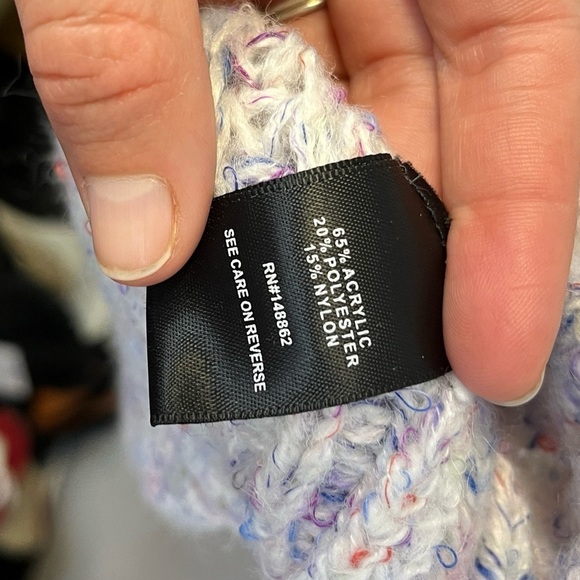 65% ACRYLIC
20% POLYESTER
15% NYLON
RN#148862
SEE CARE ON REVERSE